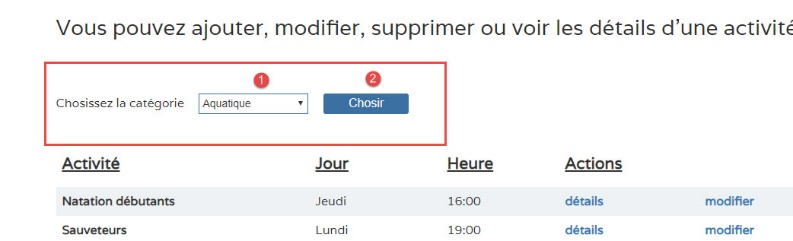 Vous pouvez ajouter, modifier, supprimer ou voir les détails d'une activité
1 2
Chosissez la catégorie Aquatique Chosir
Activité Jour Heure Actions
Natation débutants Jeudi 16:00 détails modifier
Sauveteurs Lundi 19:00 détails modifier